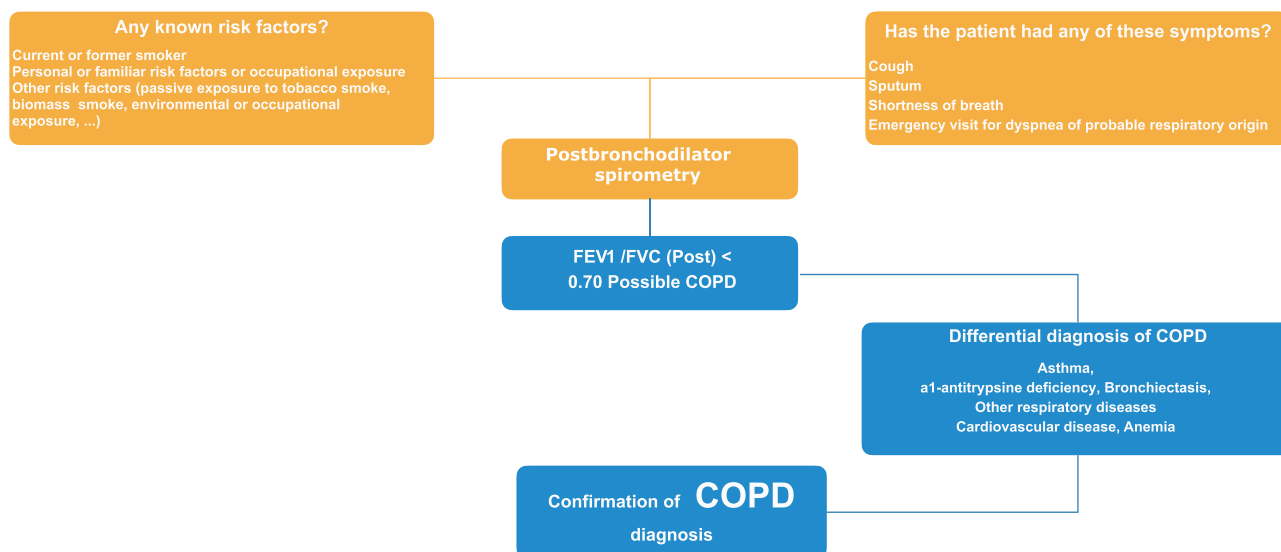 Any known risk factors?
Current or former smoker
Personal or familiar risk factors or occupational exposure
Other risk factors (passive exposure to tobacco smoke,
biomass smoke, environmental or occupational
exposure, ...)
Has the patient had any of these symptoms?
Cough
Sputum
Shortness of breath
Emergency visit for dyspnea of probable respiratory origin
Postbronchodilator
spirometry
FEV1 /FVC (Post) <
0.70 Possible COPD
Differential diagnosis of COPD
Asthma,
a1-antitrypsine deficiency, Bronchiectasis,
Other respiratory diseases
Cardiovascular disease, Anemia
Confirmation of COPD
diagnosis